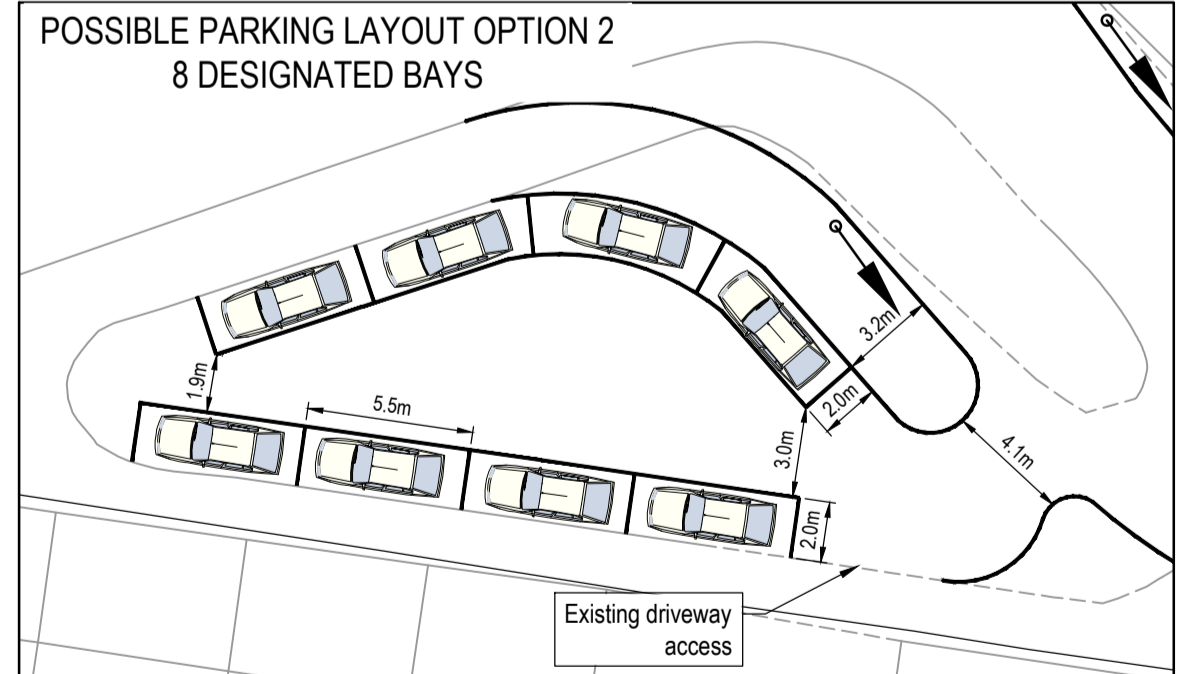 POSSIBLE PARKING LAYOUT OPTION 2
8 DESIGNATED BAYS
3.2m
1.9m
5.5m
2.0m
4.1m
3.0m
2.0m
Existing driveway
access